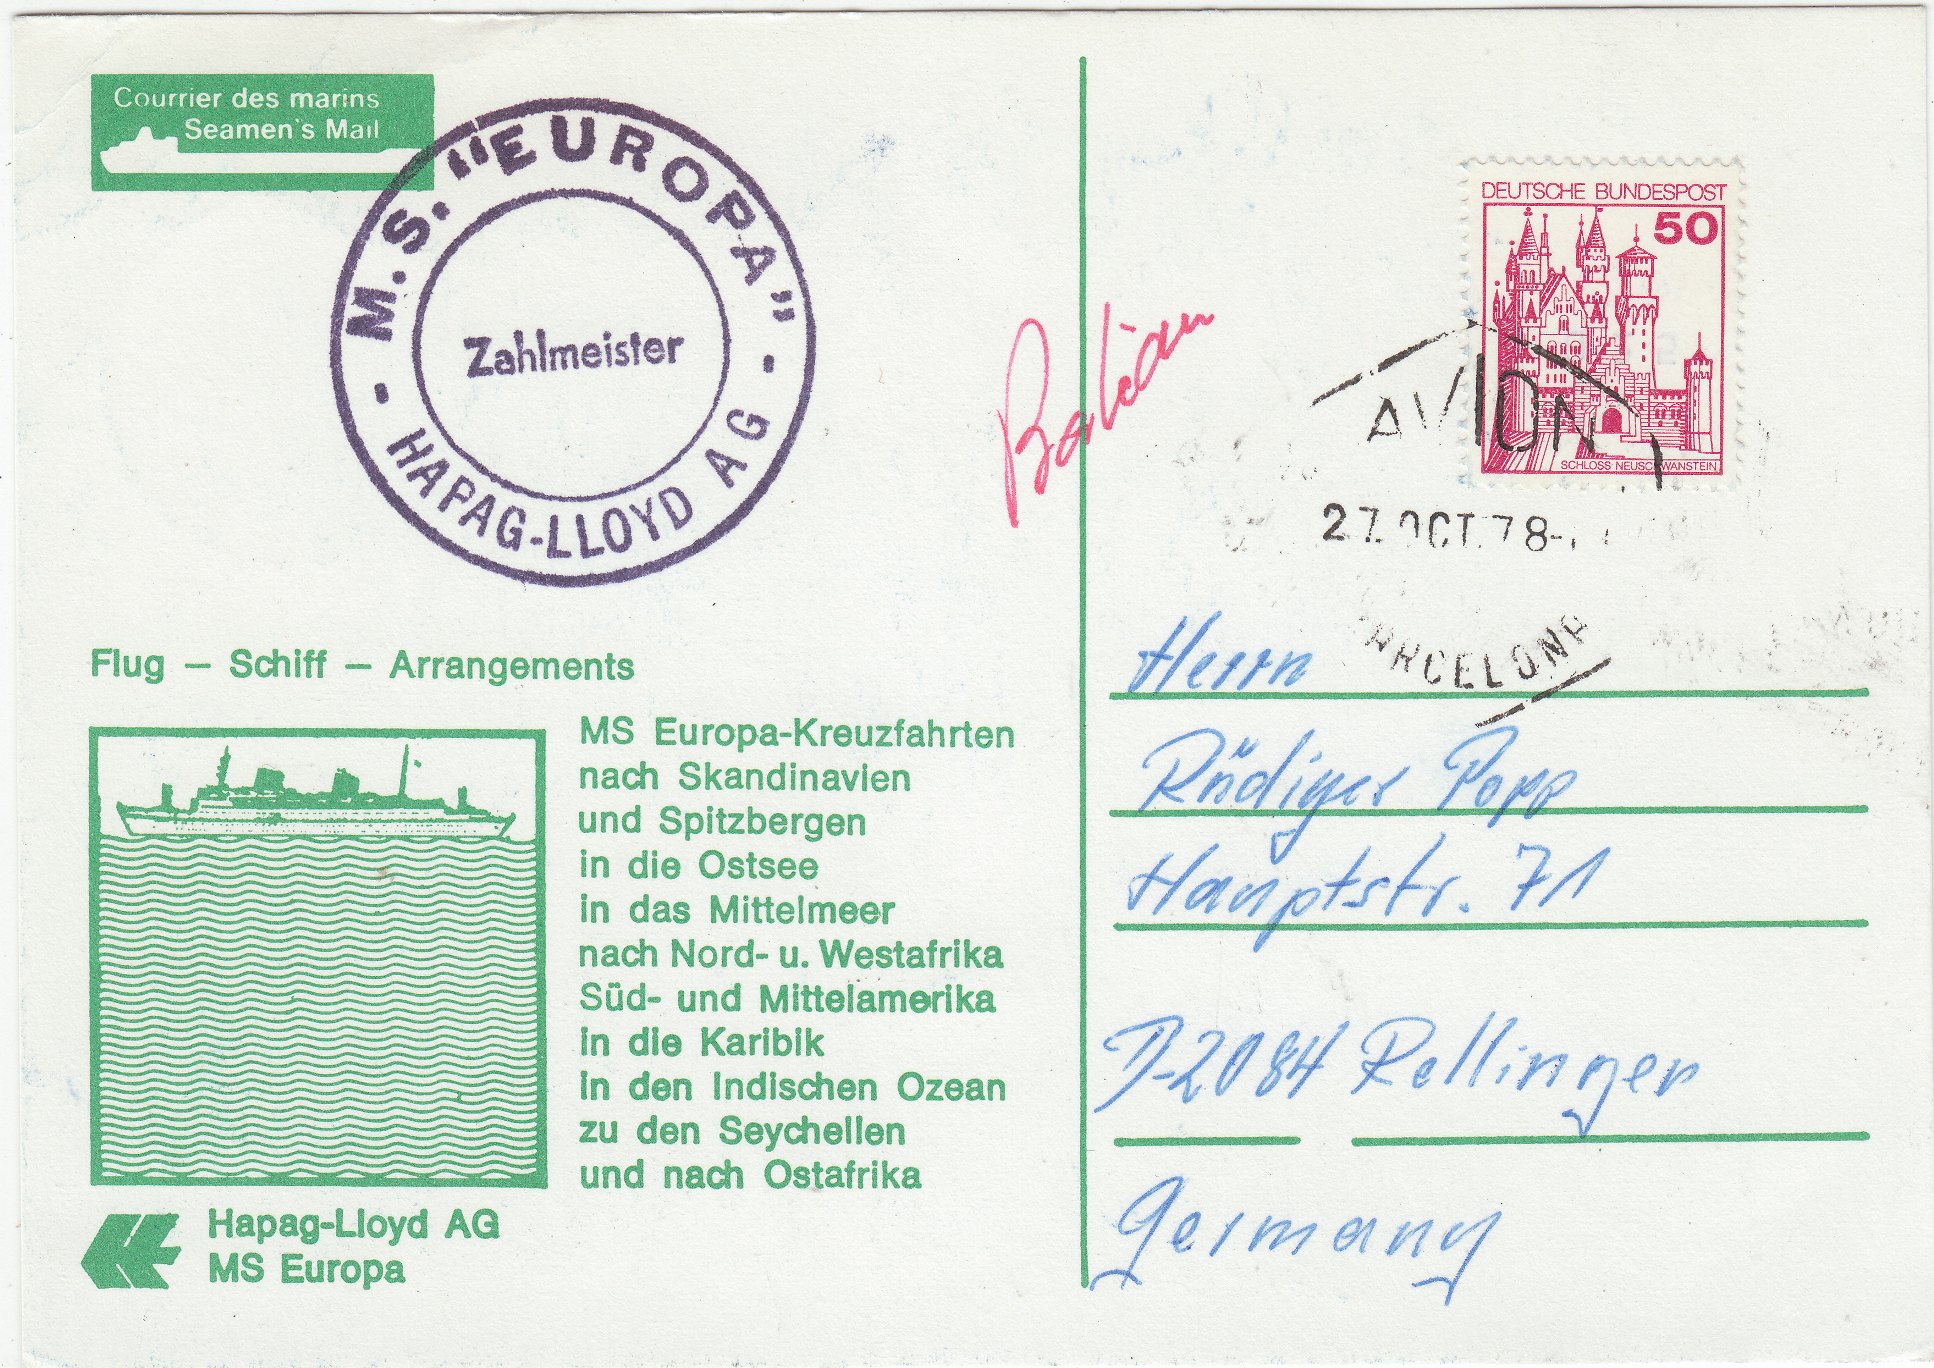 Courrier des marins
Seamen's Mail
M.S. "EUROPA"
Zahlmeister
- HAPAG-LLOYD AG -
DEUTSCHE BUNDESPOST
50
SCHLOSS NEUSCHWANSTEIN
AVION
27. OCT. 78
BARCELONA
Flug – Schiff – Arrangements
MS Europa-Kreuzfahrten
nach Skandinavien
und Spitzbergen
in die Ostsee
in das Mittelmeer
nach Nord- u. Westafrika
Süd- und Mittelamerika
in die Karibik
in den Indischen Ozean
zu den Seychellen
und nach Ostafrika
Hapag-Lloyd AG
MS Europa
Herrn
Rüdiger Popp
Hauptstr. 71
D-2084 Rellingen
Germany